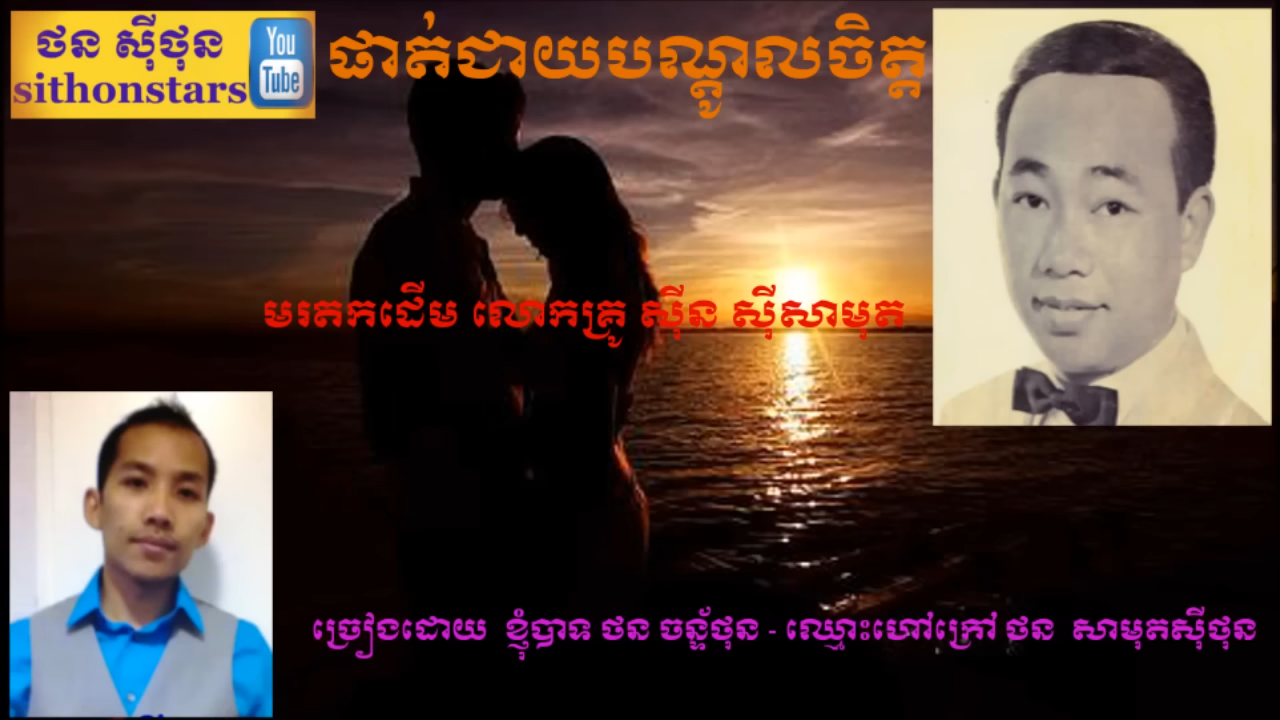 ថន ស៊ីថុន
sithonstars
You
Tube
ផាត់ជាយបណ្តូលចិត្ត
មរតកដើម លោកគ្រូ ស៊ីន ស៊ីសាមុត
ច្រៀងដោយ ខ្ញុំបាទ ថន ចន្ទ័ថុន - ឈ្មោះហៅក្រៅ ថន សាមុតស៊ីថុន